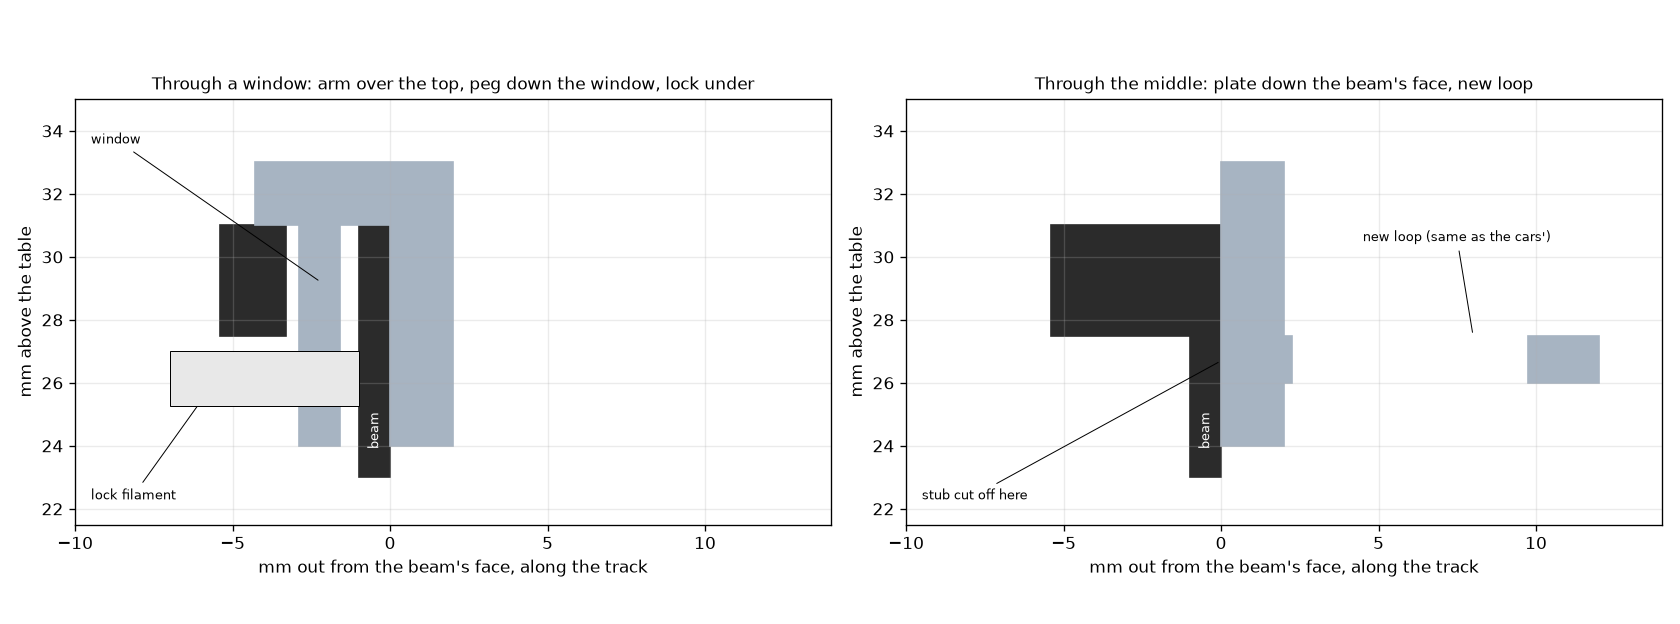 Through a window: arm over the top, peg down the window, lock under
34
32
30
28
26
24
22
mm above the table
window
beam
lock filament
−10
−5
0
5
10
mm out from the beam's face, along the track
Through the middle: plate down the beam's face, new loop
34
32
30
28
26
24
22
mm above the table
new loop (same as the cars')
beam
stub cut off here
−10
−5
0
5
10
mm out from the beam's face, along the track